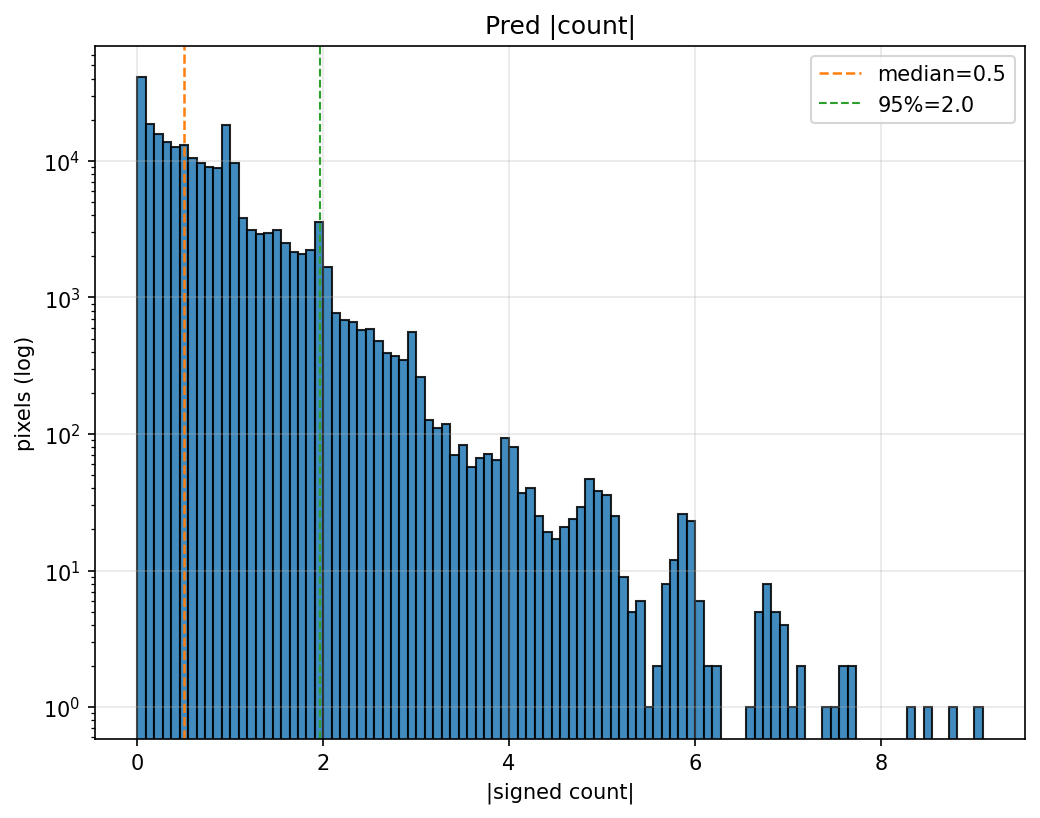 Pred |count|
median=0.5
95%=2.0
pixels (log)
10^4
10^3
10^2
10^1
10^0
0 2 4 6 8
|signed count|